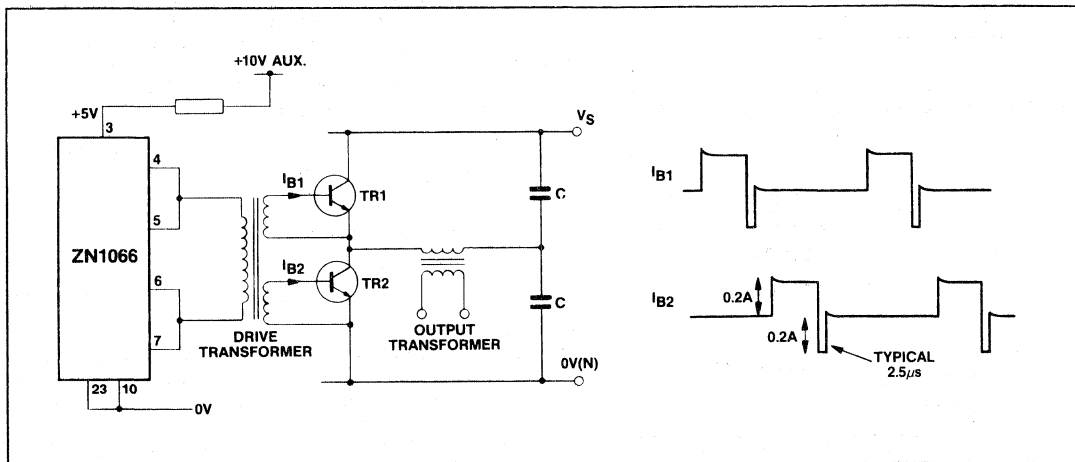 +10V AUX.
+5V
3
4
5
6
7
ZN1066
23
10
0V
DRIVE
TRANSFORMER
IB1
TR1
IB2
TR2
OUTPUT
TRANSFORMER
VS
C
C
0V(N)
IB1
IB2
0.2A
0.2A
TYPICAL
2.5μs